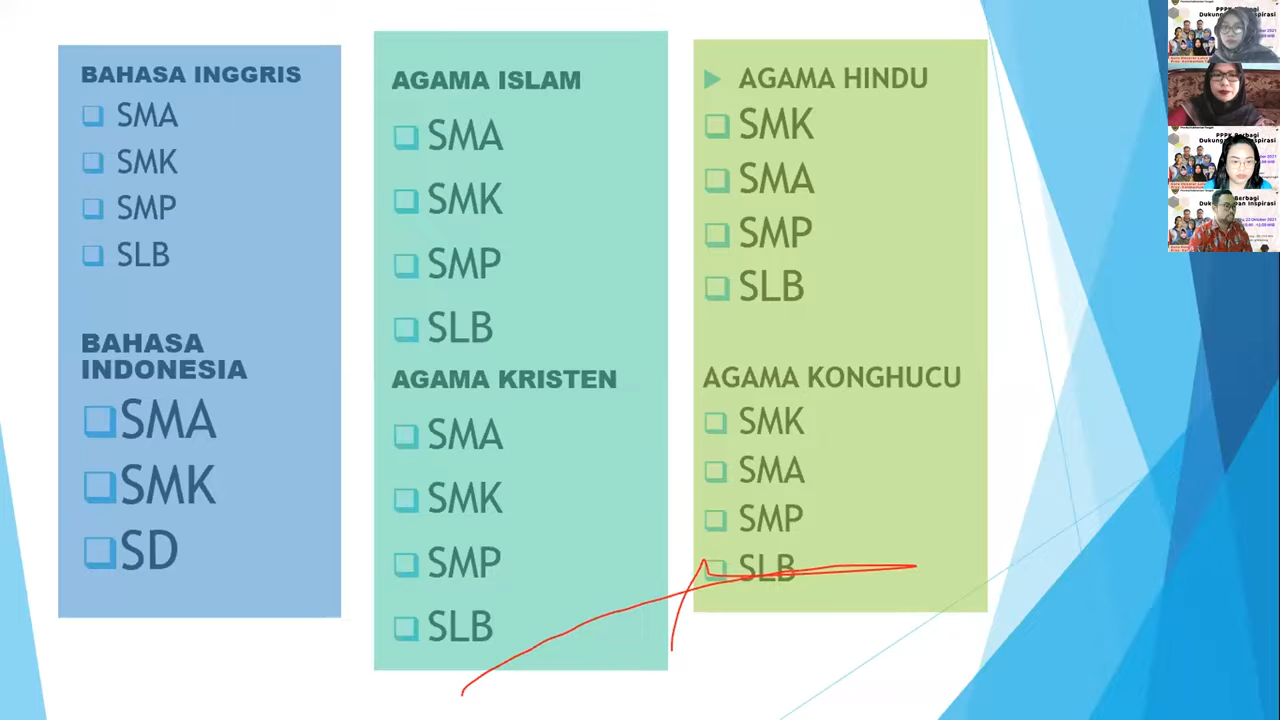 BAHASA INGGRIS
SMA
SMK
SMP
SLB
BAHASA
INDONESIA
SMA
SMK
SD
AGAMA ISLAM
SMA
SMK
SMP
SLB
AGAMA KRISTEN
SMA
SMK
SMP
SLB
AGAMA HINDU
SMK
SMA
SMP
SLB
AGAMA KONGHUCU
SMK
SMA
SMP
SLB